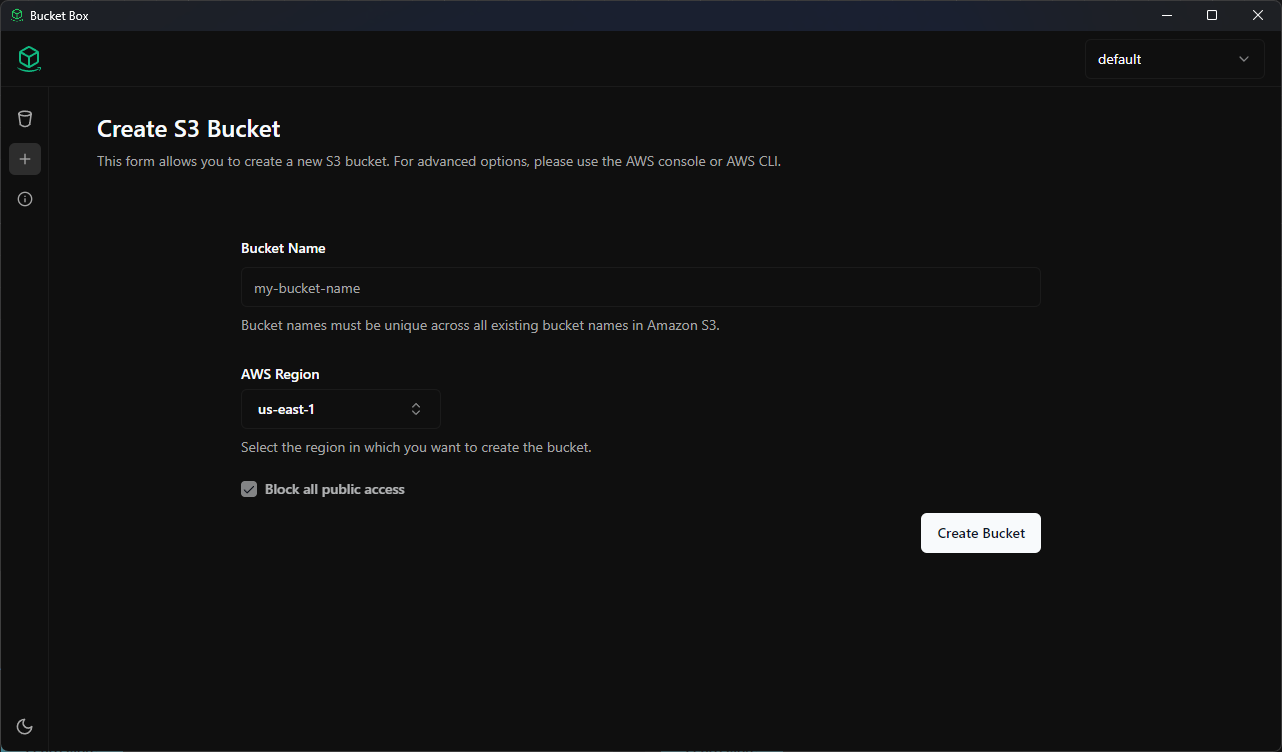 Bucket Box
default
Create S3 Bucket
This form allows you to create a new S3 bucket. For advanced options, please use the AWS console or AWS CLI.
Bucket Name
my-bucket-name
Bucket names must be unique across all existing bucket names in Amazon S3.
AWS Region
us-east-1
Select the region in which you want to create the bucket.
Block all public access
Create Bucket